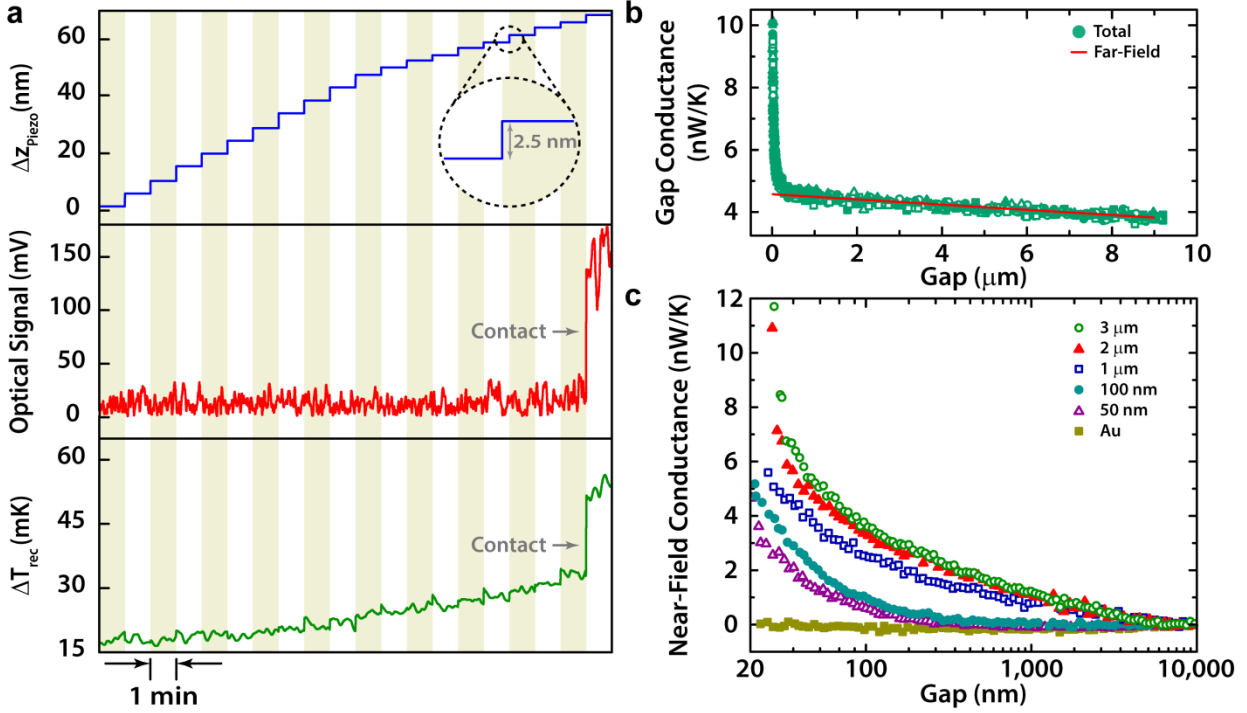 a
ΔzPiezo (nm)
60
40
20
0
2.5 nm
Optical Signal (mV)
150
100
50
0
Contact
ΔTrec (mK)
60
45
30
15
Contact
1 min
b
Gap Conductance
(nW/K)
10
8
6
4
Total
Far-Field
0 2 4 6 8 10
Gap (μm)
c
Near-Field Conductance (nW/K)
12
10
8
6
4
2
0
3 μm
2 μm
1 μm
100 nm
50 nm
Au
20 100 1,000 10,000
Gap (nm)